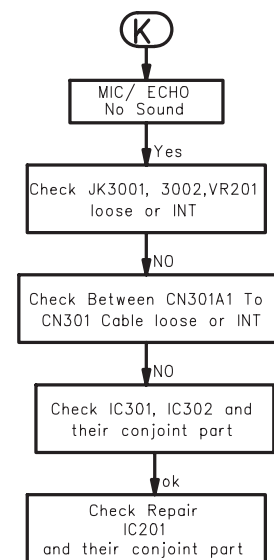 K
MIC/ ECHO
No Sound
Yes
Check JK3001, 3002,VR201
loose or INT
NO
Check Between CN301A1 To
CN301 Cable loose or INT
NO
Check IC301, IC302 and
their conjoint part
ok
Check Repair
IC201
and their conjoint part